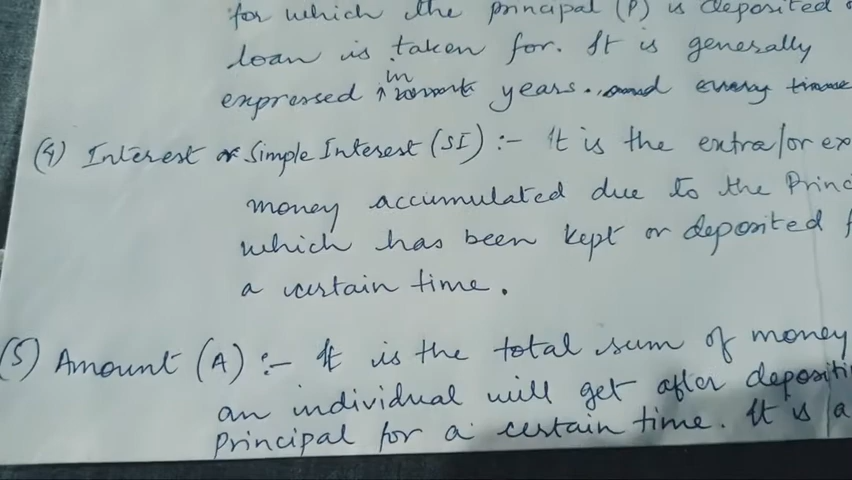 for which the principal (P) is deposited
loan is taken for. It is generally
in
expressed years. and every time
(4) Interest or Simple Interest (SI) :- It is the extra/or ex
money accumulated due to the Princ
which has been kept or deposited f
a certain time.
(5) Amount (A) :- It is the total sum of money
an individual will get after depositi
Principal for a certain time. It is a